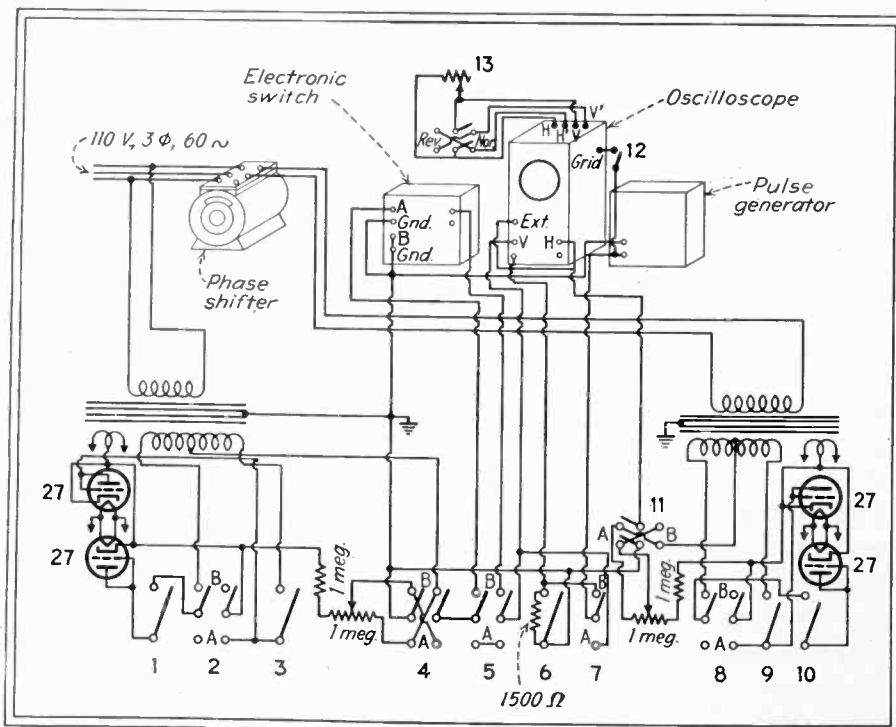 13
Electronic
switch
Oscilloscope
H H' V V'
Rev. Nor.
110 V., 3 Φ, 60 ~
Grid
12
Pulse
generator
A
Gnd.
B
Gnd.
Ext.
V H
Phase
shifter
27
27
27
27
11
A B
B
A
1 meg.
1 meg.
B
A
B
A
B
A
1 meg.
1 meg.
B
A
1 2 3 4 5 6 7 8 9 10
1500 Ω